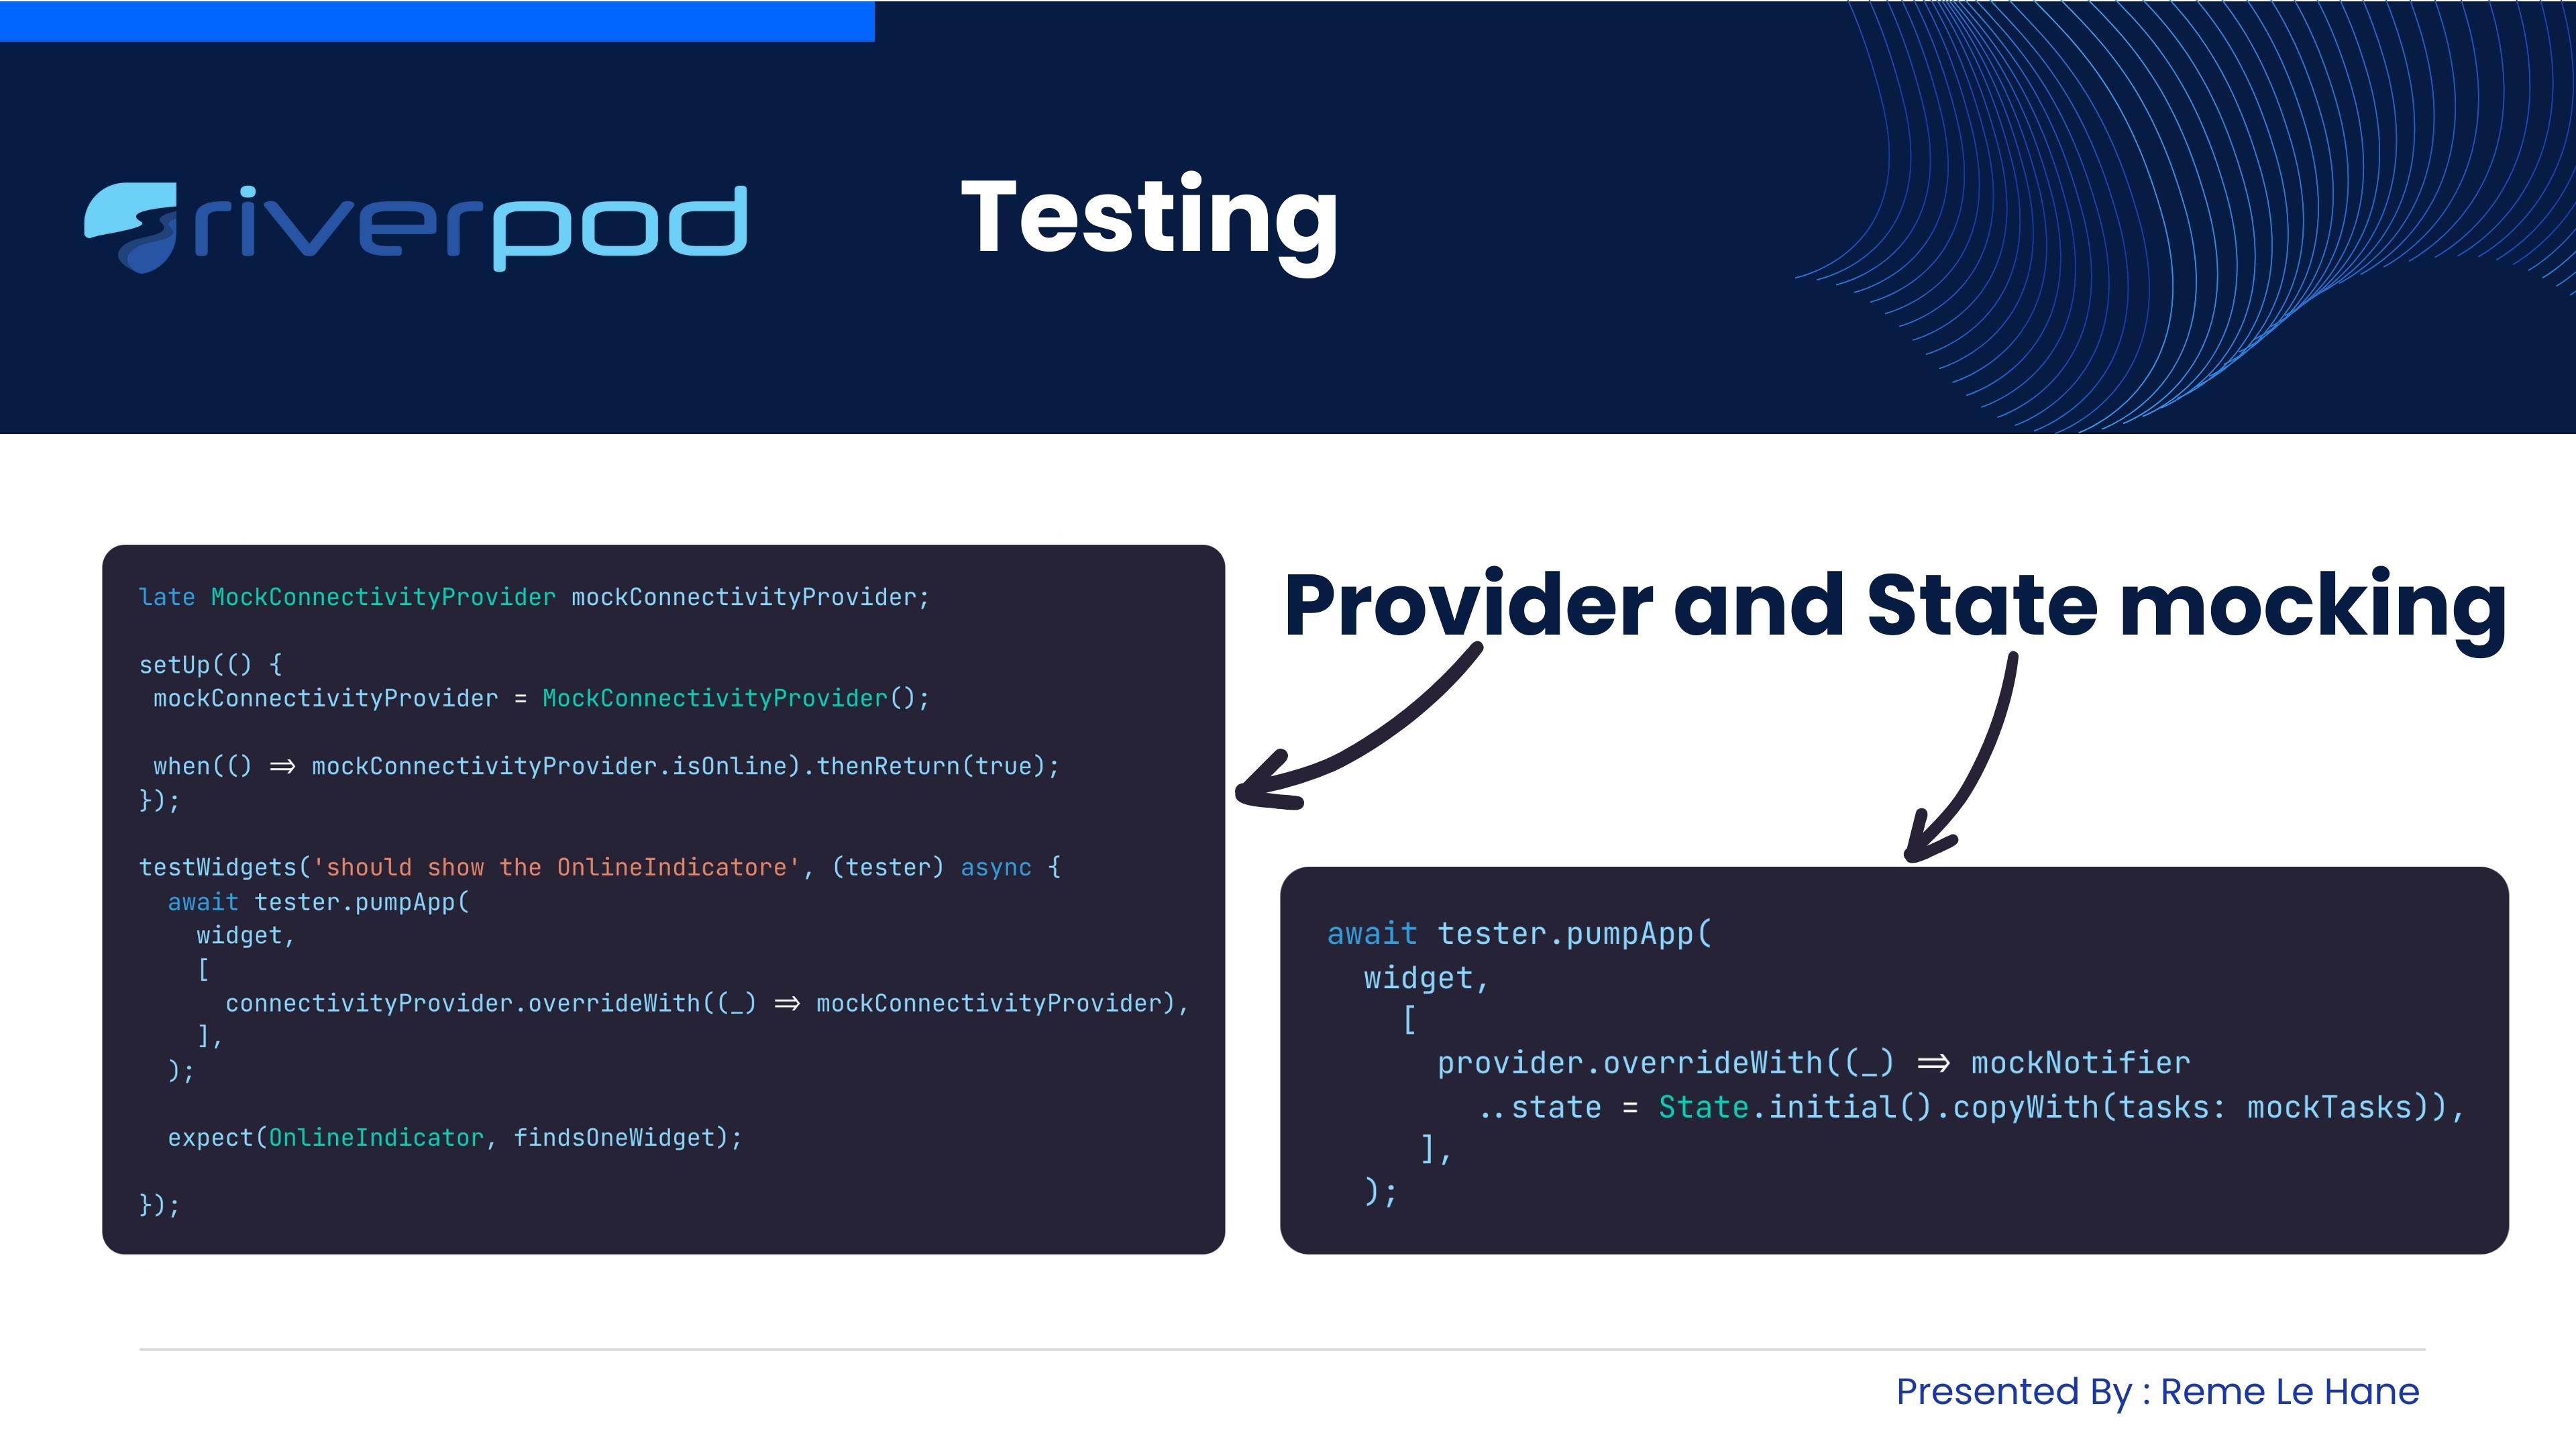 riverpod
Testing
late MockConnectivityProvider mockConnectivityProvider;
setUp(() {
 mockConnectivityProvider = MockConnectivityProvider();
 when(() => mockConnectivityProvider.isOnline).thenReturn(true);
});
testWidgets('should show the OnlineIndicatore', (tester) async {
  await tester.pumpApp(
    widget,
    [
      connectivityProvider.overrideWith((_) => mockConnectivityProvider),
    ],
  );
  expect(OnlineIndicator, findsOneWidget);
});
Provider and State mocking
await tester.pumpApp(
  widget,
    [
      provider.overrideWith((_) => mockNotifier
        ..state = State.initial().copyWith(tasks: mockTasks)),
     ],
  );
Presented By : Reme Le Hane